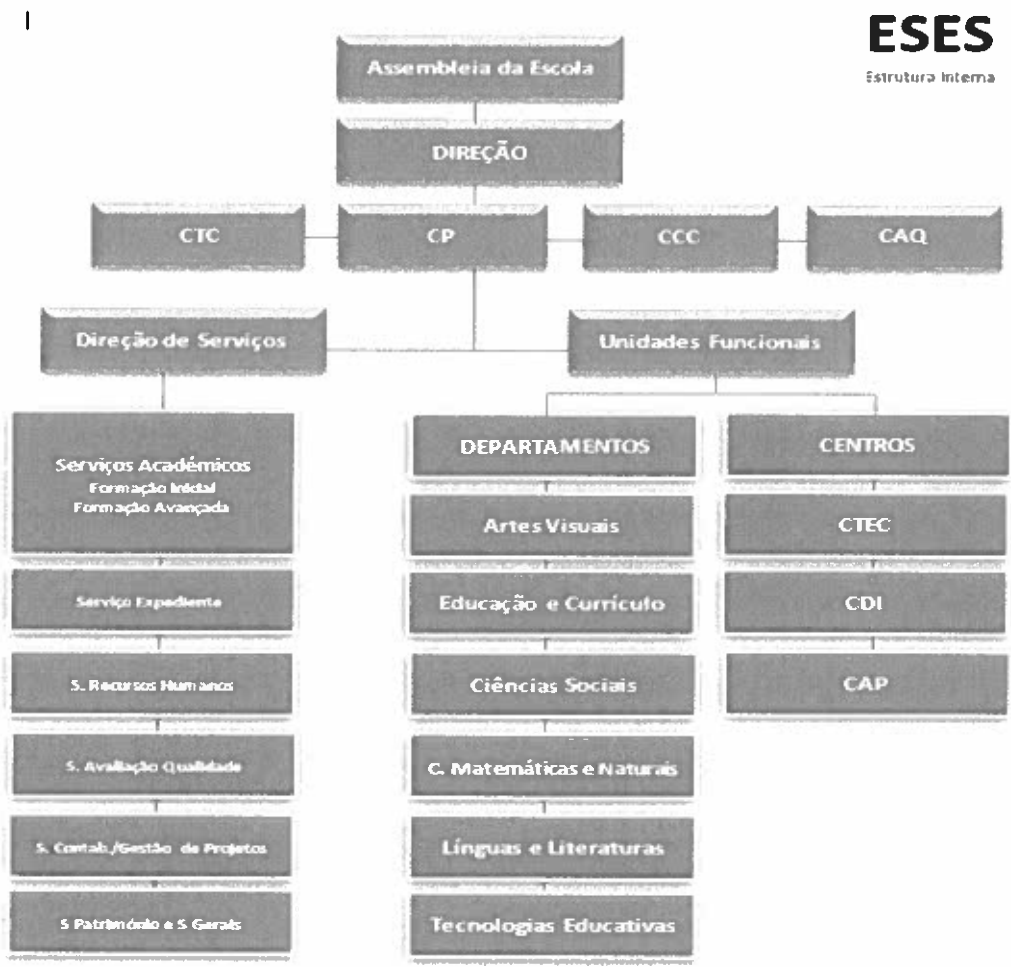 ESES
Estrutura Interna
Assembleia da Escola
DIREÇÃO
CTC
CP
CCC
CAQ
Direção de Serviços
Unidades Funcionais
Serviços Académicos
Formação Inicial
Formação Avançada
Serviço Expediente
S. Recursos Humanos
S. Avaliação Qualidade
S. Contab./Gestão de Projetos
S Património e S Gerais
DEPARTAMENTOS
Artes Visuais
Educação e Currículo
Ciências Sociais
C. Matemáticas e Naturais
Línguas e Literaturas
Tecnologias Educativas
CENTROS
CTEC
CDI
CAP